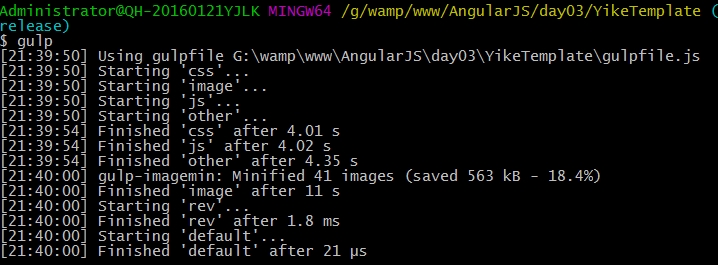 Administrator@QH-20160121YJLK MINGW64 /g/wamp/www/AngularJS/day03/YikeTemplate (
release)
$ gulp
[21:39:50] Using gulpfile G:\wamp\www\AngularJS\day03\YikeTemplate\gulpfile.js
[21:39:50] Starting 'css'...
[21:39:50] Starting 'image'...
[21:39:50] Starting 'js'...
[21:39:50] Starting 'other'...
[21:39:54] Finished 'css' after 4.01 s
[21:39:54] Finished 'js' after 4.02 s
[21:39:54] Finished 'other' after 4.35 s
[21:40:00] gulp-imagemin: Minified 41 images (saved 563 kB - 18.4%)
[21:40:00] Finished 'image' after 11 s
[21:40:00] Starting 'rev'...
[21:40:00] Finished 'rev' after 1.8 ms
[21:40:00] Starting 'default'...
[21:40:00] Finished 'default' after 21 μs